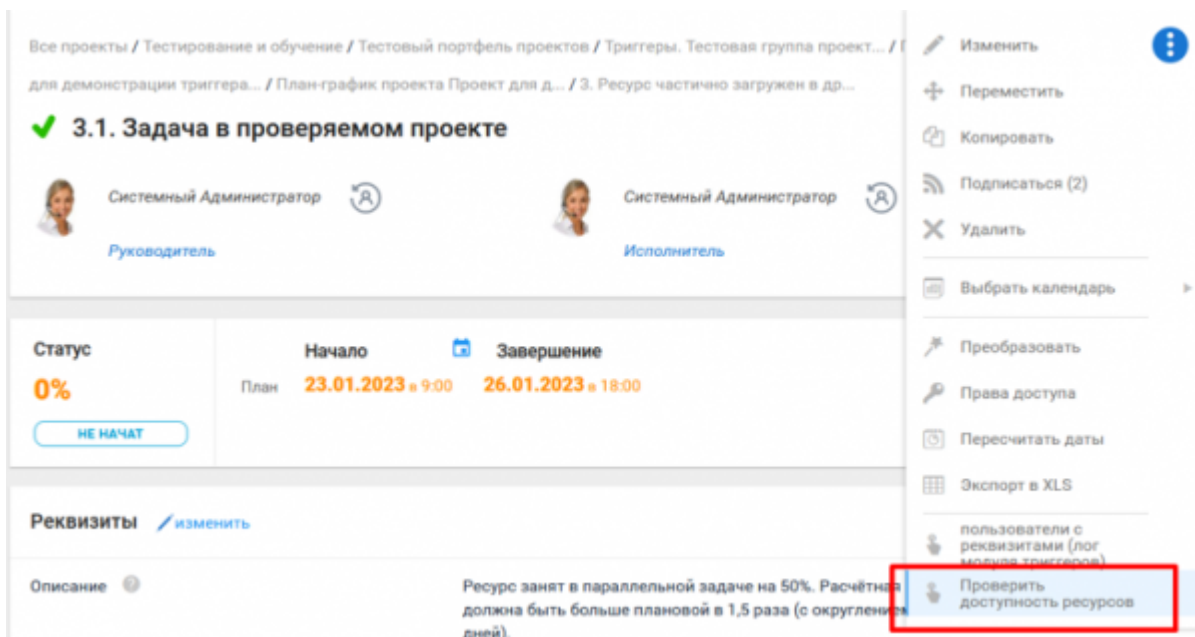 Все проекты / Тестирование и обучение / Тестовый портфель проектов / Триггеры. Тестовая группа проект... /
для демонстрации триггера... / План-график проекта Проект для д... / 3. Ресурс частично загружен в др...
3.1. Задача в проверяемом проекте
Системный Администратор
Руководитель
Системный Администратор
Исполнитель
Статус
0%
НЕ НАЧАТ
Начало
Завершение
План
23.01.2023 в 9:00
26.01.2023 в 18:00
Реквизиты
изменить
Описание
Ресурс занят в параллельной задаче на 50%. Расчётная
должна быть больше плановой в 1,5 раза (с округлением
дней).
Изменить
Переместить
Копировать
Подписаться (2)
Удалить
Выбрать календарь
Преобразовать
Права доступа
Пересчитать даты
Экспорт в XLS
пользователи с
реквизитами (лог
модуля триггеров)
Проверить
доступность ресурсов